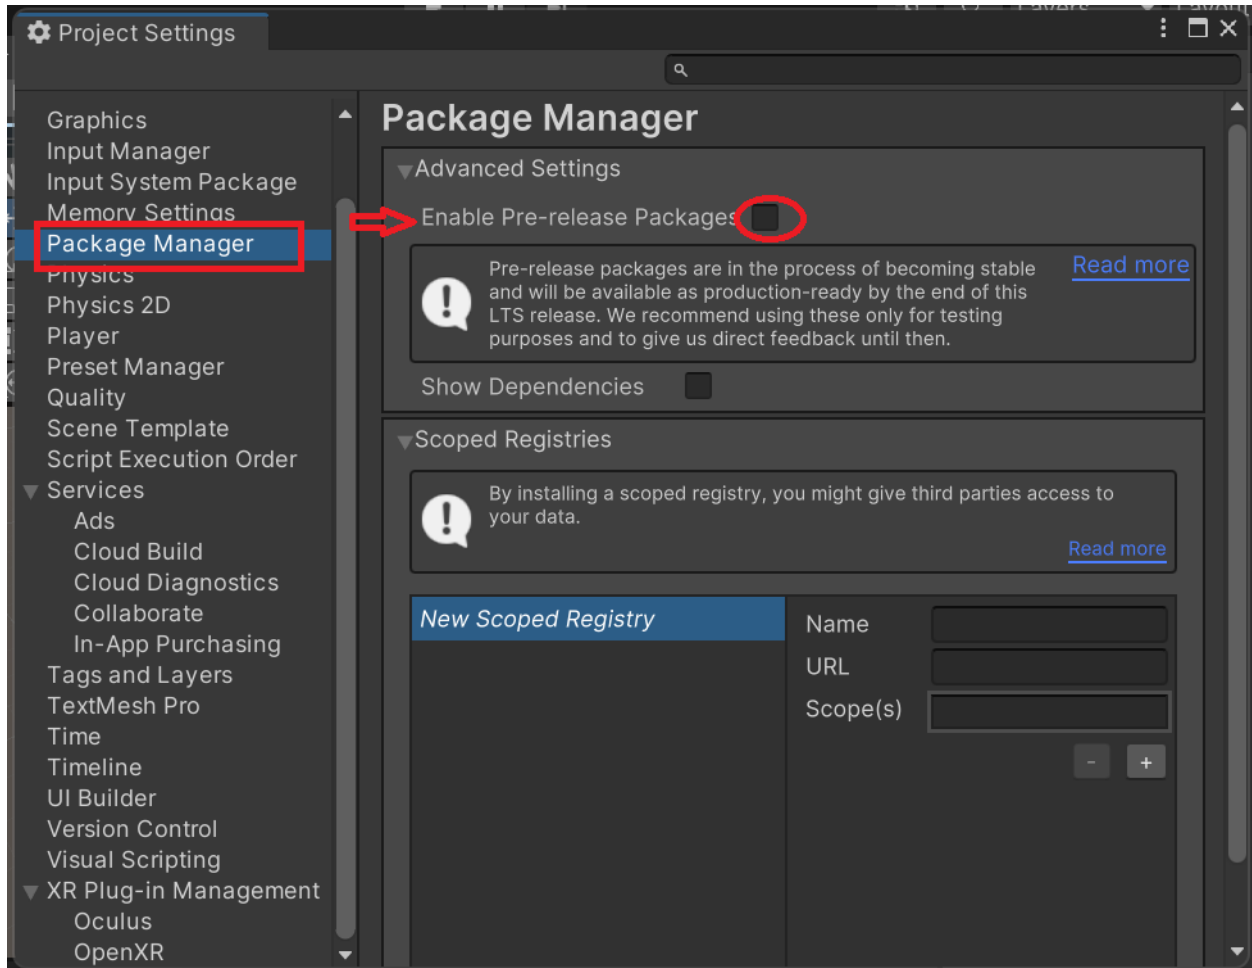 Layers
Layout
Project Settings
Graphics
Input Manager
Input System Package
Memory Settings
Package Manager
Physics
Physics 2D
Player
Preset Manager
Quality
Scene Template
Script Execution Order
Services
Ads
Cloud Build
Cloud Diagnostics
Collaborate
In-App Purchasing
Tags and Layers
TextMesh Pro
Time
Timeline
UI Builder
Version Control
Visual Scripting
XR Plug-in Management
Oculus
OpenXR
Package Manager
Advanced Settings
Enable Pre-release Packages
Pre-release packages are in the process of becoming stable
and will be available as production-ready by the end of this
LTS release. We recommend using these only for testing
purposes and to give us direct feedback until then.
Read more
Show Dependencies
Scoped Registries
By installing a scoped registry, you might give third parties access to
your data.
Read more
New Scoped Registry
Name
URL
Scope(s)
- +